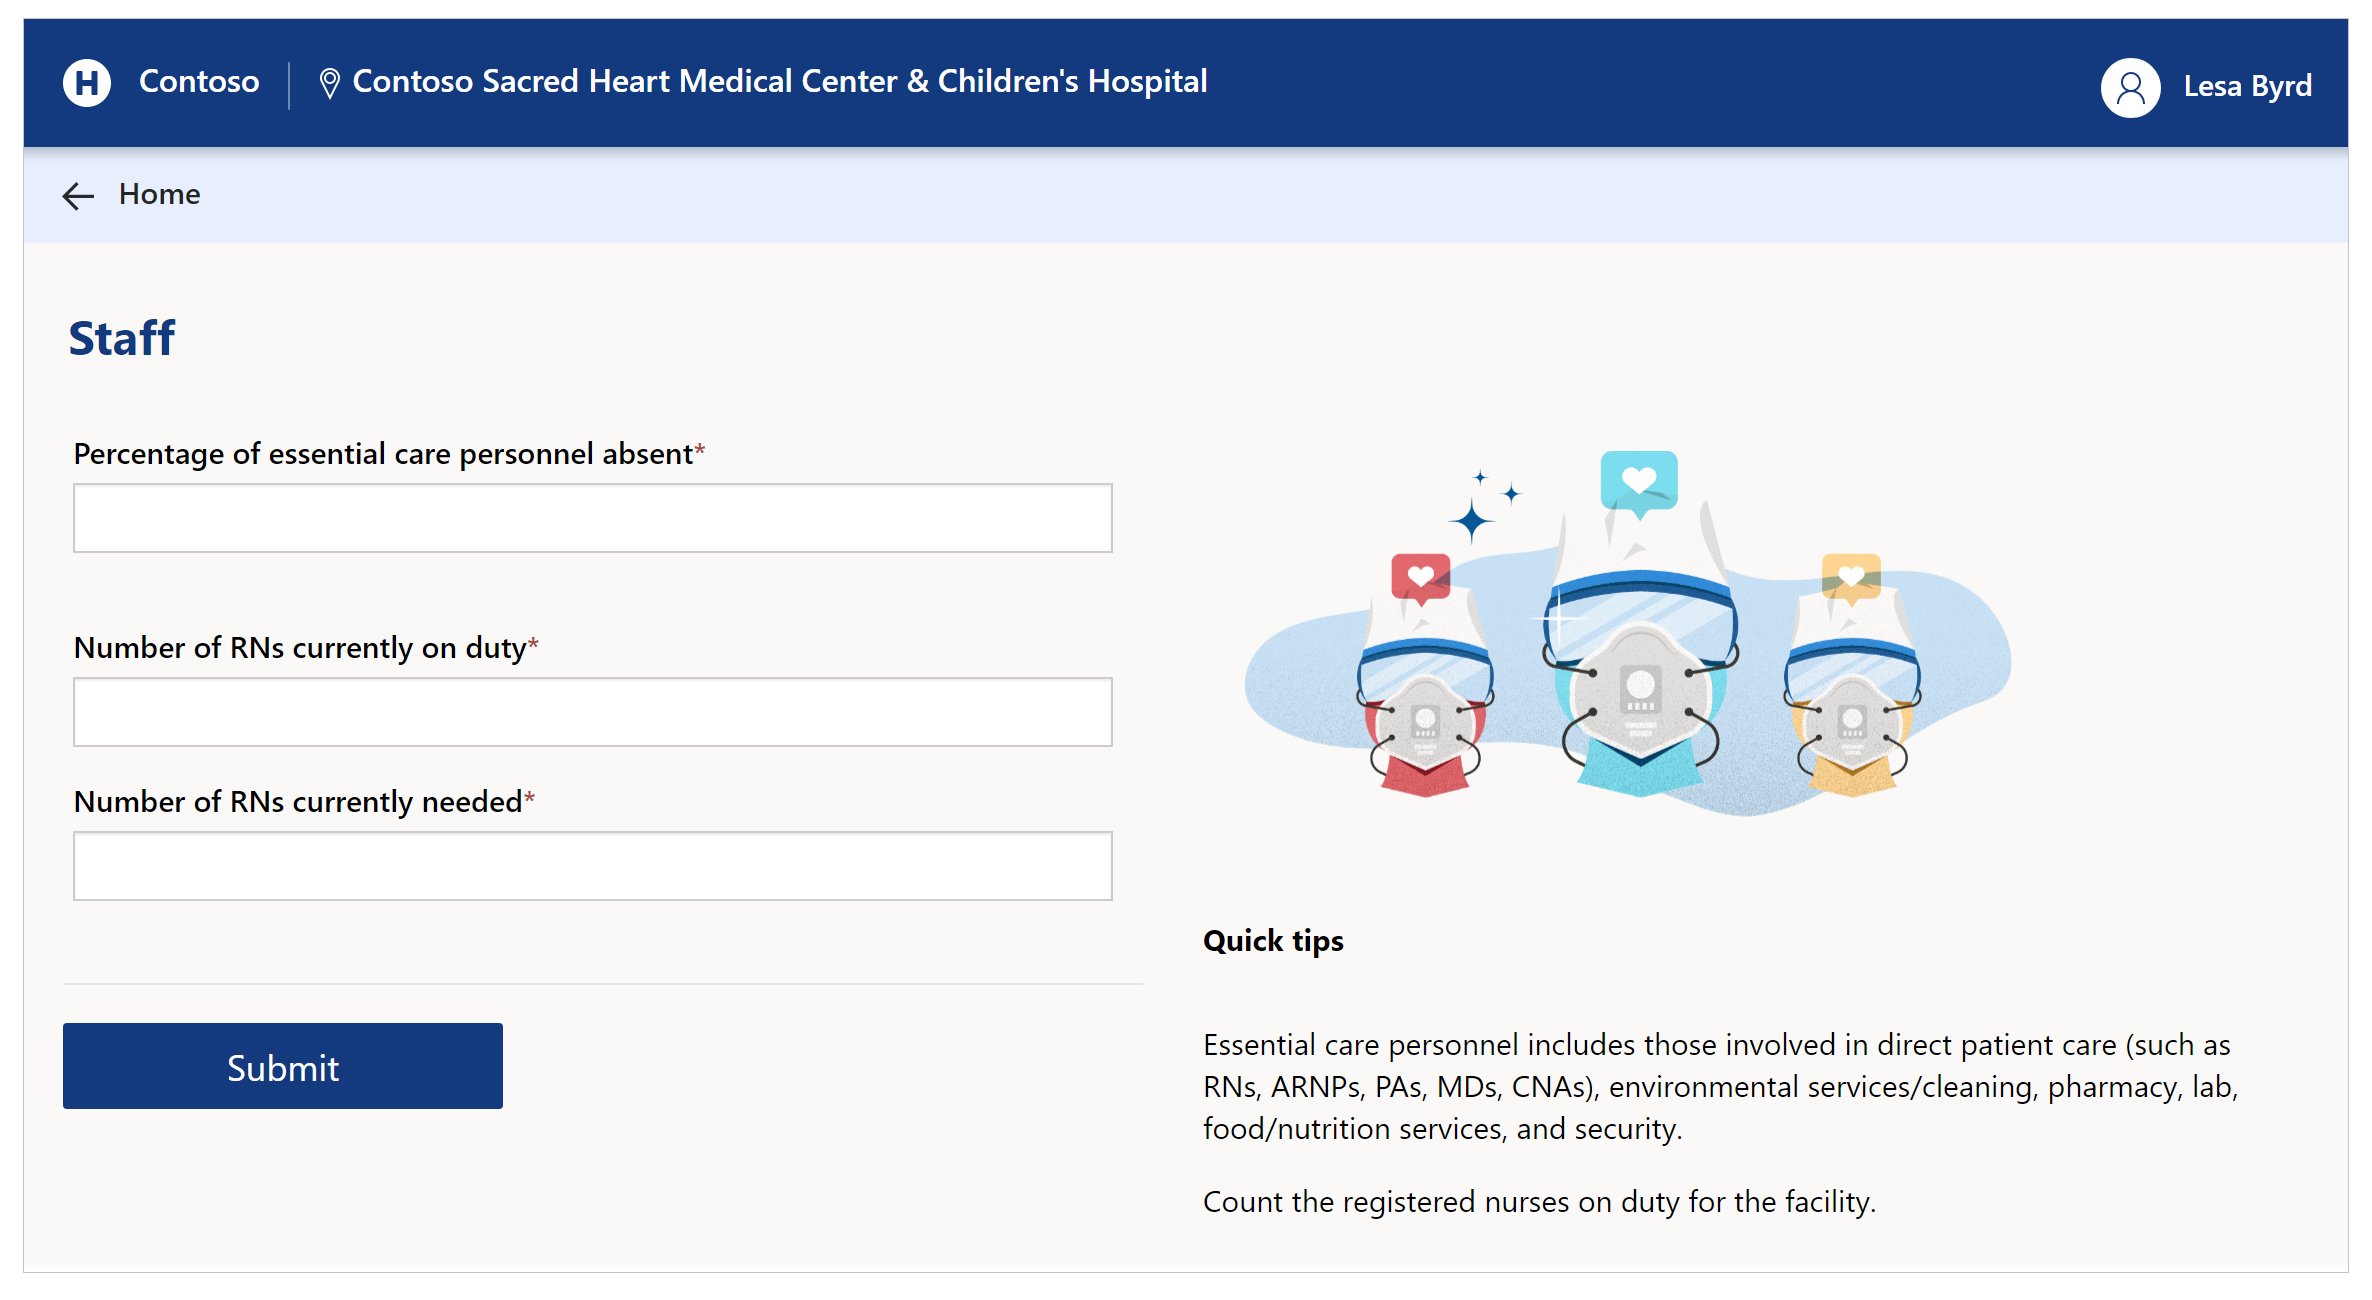 H Contoso Contoso Sacred Heart Medical Center & Children's Hospital Lesa Byrd
Home
Staff
Percentage of essential care personnel absent*
Number of RNs currently on duty*
Number of RNs currently needed*
Submit
Quick tips
Essential care personnel includes those involved in direct patient care (such as
RNs, ARNPs, PAs, MDs, CNAs), environmental services/cleaning, pharmacy, lab,
food/nutrition services, and security.
Count the registered nurses on duty for the facility.